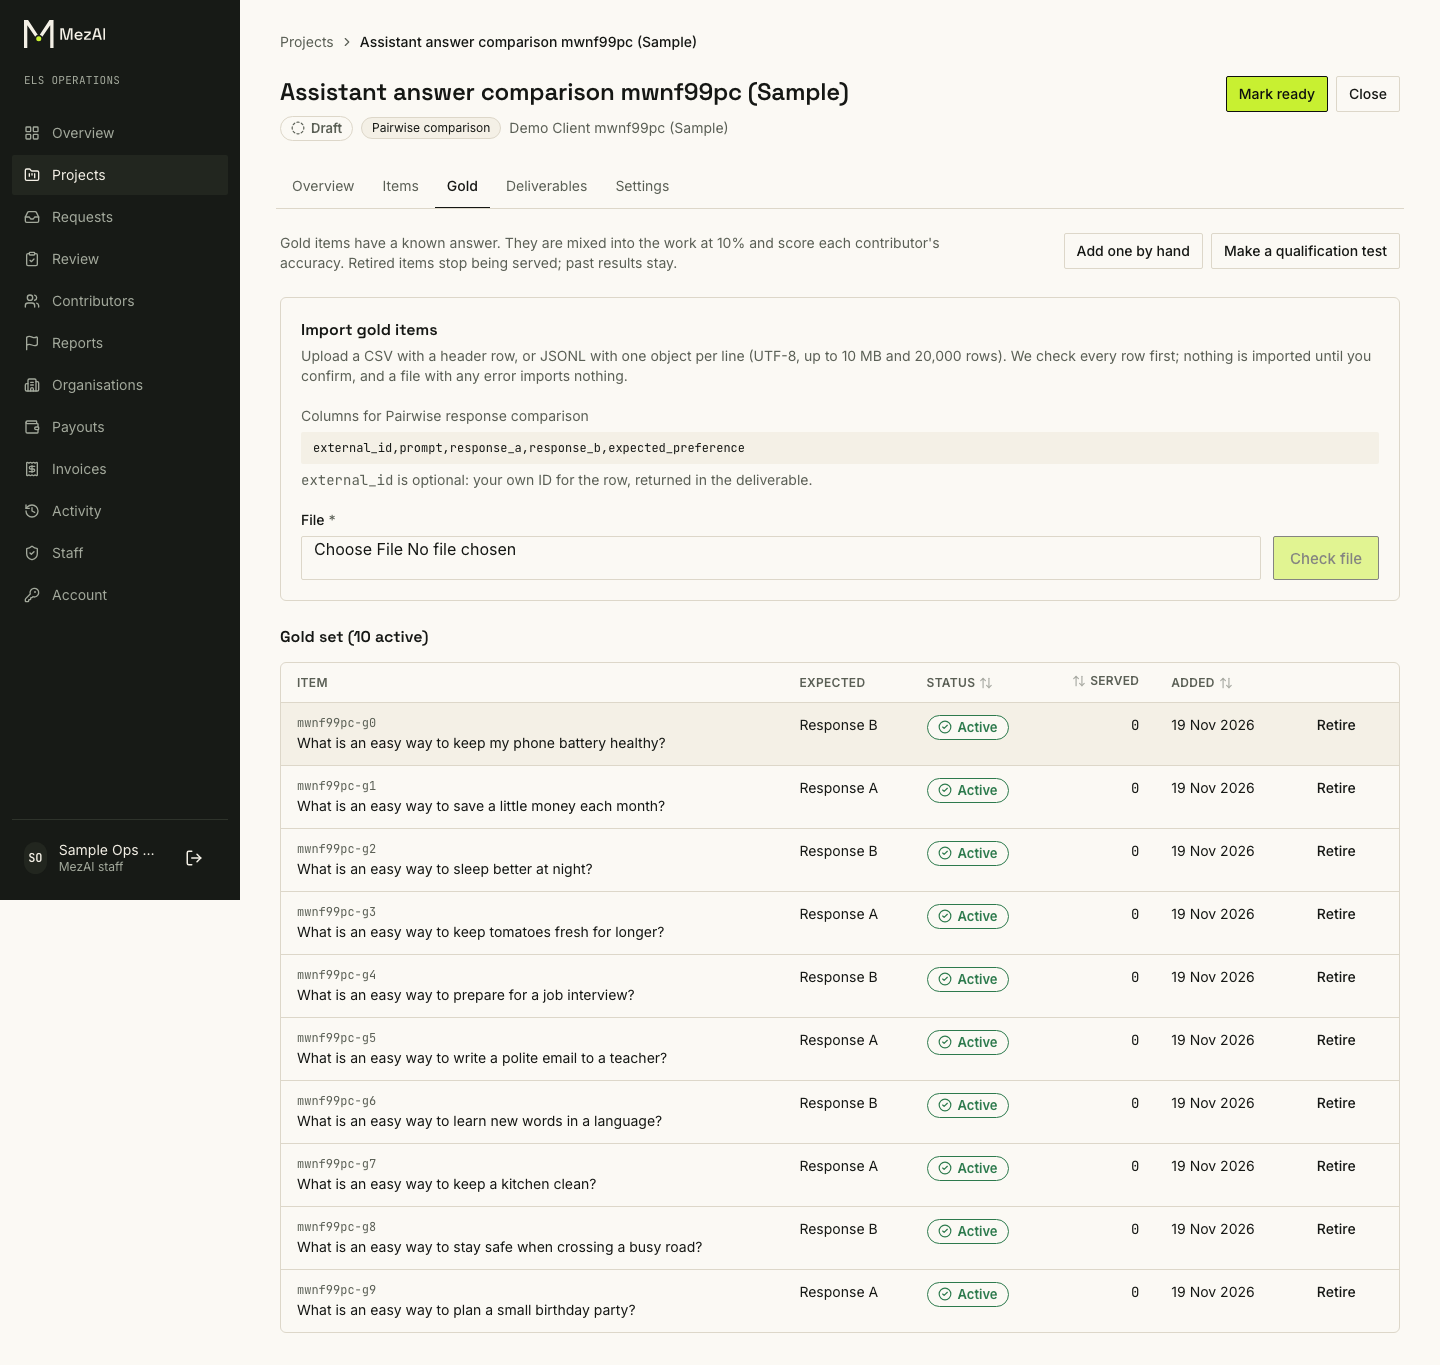 MezAI
ELS OPERATIONS
Overview
Projects
Requests
Review
Contributors
Reports
Organisations
Payouts
Invoices
Activity
Staff
Account
SO
Sample Ops ...
MezAI staff
Projects > Assistant answer comparison mwnf99pc (Sample)
Assistant answer comparison mwnf99pc (Sample)
Mark ready
Close
Draft
Pairwise comparison
Demo Client mwnf99pc (Sample)
Overview Items Gold Deliverables Settings
Gold items have a known answer. They are mixed into the work at 10% and score each contributor's
accuracy. Retired items stop being served; past results stay.
Add one by hand
Make a qualification test
Import gold items
Upload a CSV with a header row, or JSONL with one object per line (UTF-8, up to 10 MB and 20,000 rows). We check every row first; nothing is imported until you
confirm, and a file with any error imports nothing.
Columns for Pairwise response comparison
external_id,prompt,response_a,response_b,expected_preference
external_id is optional: your own ID for the row, returned in the deliverable.
File *
Choose File No file chosen
Check file
Gold set (10 active)
ITEM EXPECTED STATUS SERVED ADDED
mwnf99pc-g0
What is an easy way to keep my phone battery healthy? Response B Active 0 19 Nov 2026 Retire
mwnf99pc-g1
What is an easy way to save a little money each month? Response A Active 0 19 Nov 2026 Retire
mwnf99pc-g2
What is an easy way to sleep better at night? Response B Active 0 19 Nov 2026 Retire
mwnf99pc-g3
What is an easy way to keep tomatoes fresh for longer? Response A Active 0 19 Nov 2026 Retire
mwnf99pc-g4
What is an easy way to prepare for a job interview? Response B Active 0 19 Nov 2026 Retire
mwnf99pc-g5
What is an easy way to write a polite email to a teacher? Response A Active 0 19 Nov 2026 Retire
mwnf99pc-g6
What is an easy way to learn new words in a language? Response B Active 0 19 Nov 2026 Retire
mwnf99pc-g7
What is an easy way to keep a kitchen clean? Response A Active 0 19 Nov 2026 Retire
mwnf99pc-g8
What is an easy way to stay safe when crossing a busy road? Response B Active 0 19 Nov 2026 Retire
mwnf99pc-g9
What is an easy way to plan a small birthday party? Response A Active 0 19 Nov 2026 Retire